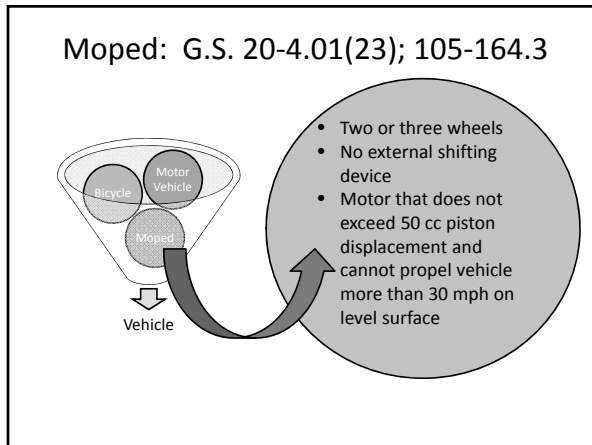 Moped: G.S. 20-4.01(23); 105-164.3
Bicycle
Motor
Vehicle
Moped
Vehicle
• Two or three wheels
• No external shifting
device
• Motor that does not
exceed 50 cc piston
displacement and
cannot propel vehicle
more than 30 mph on
level surface